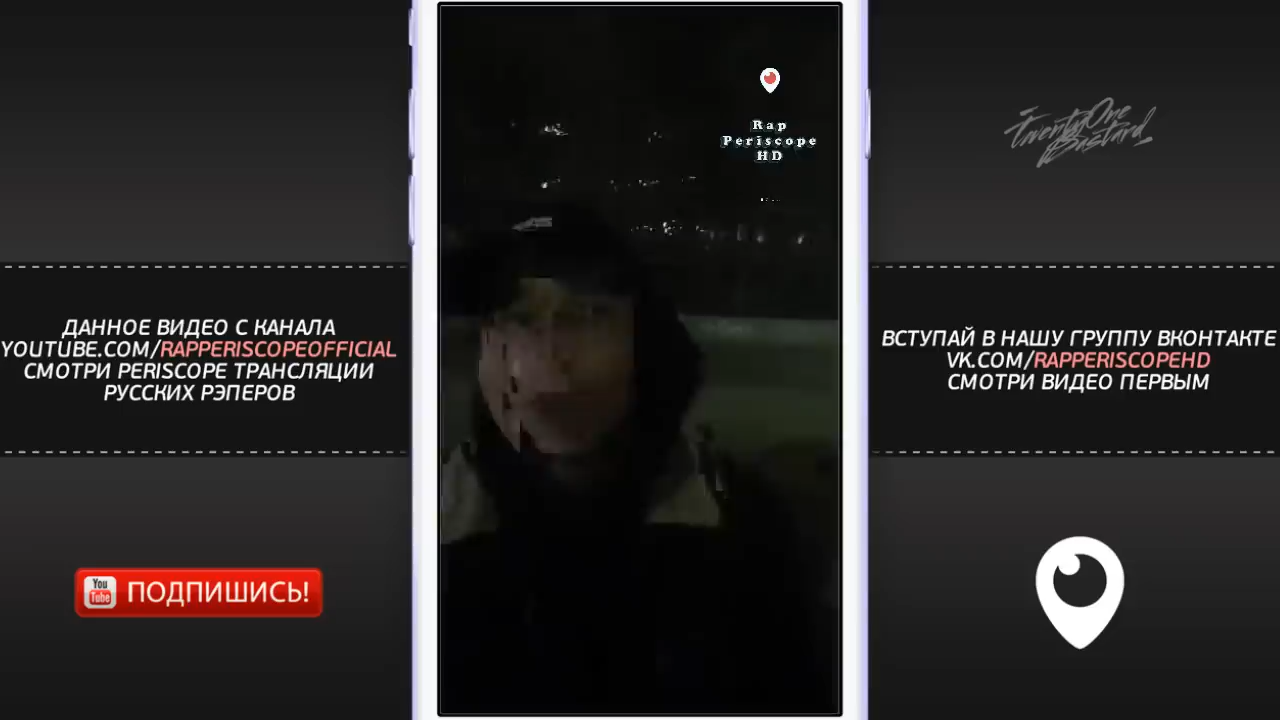 Rap
Periscope
HD
TwentyOne
Bastard
ДАННОЕ ВИДЕО С КАНАЛА
YOUTUBE.COM/RAPPERISCOPEOFFICIAL
СМОТРИ PERISCOPE ТРАНСЛЯЦИИ
РУССКИХ РЭПЕРОВ
ВСТУПАЙ В НАШУ ГРУППУ ВКОНТАКТЕ
VK.COM/RAPPERISCOPEHD
СМОТРИ ВИДЕО ПЕРВЫМ
You
Tube
ПОДПИШИСЬ!